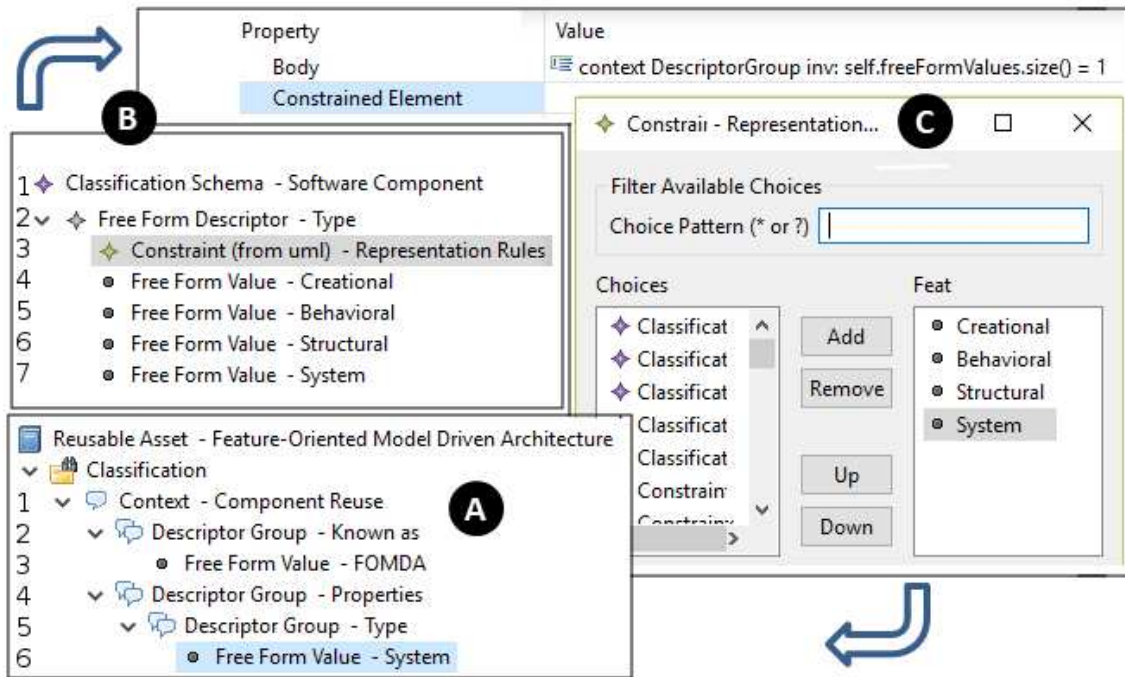 Property Value
Body context DescriptorGroup inv: self.freeFormValues.size() = 1
Constrained Element
B
1 Classification Schema - Software Component
2 Free Form Descriptor - Type
3 Constraint (from uml) - Representation Rules
4 Free Form Value - Creational
5 Free Form Value - Behavioral
6 Free Form Value - Structural
7 Free Form Value - System
Constrair - Representation... C
Filter Available Choices
Choice Pattern (* or ?)
Choices Feat
Classificat Add Creational
Classificat Behavioral
Classificat Remove Structural
Classificat System
Classificat Up
Constrain
Down
Reusable Asset - Feature-Oriented Model Driven Architecture
Classification
A
1 Context - Component Reuse
2 Descriptor Group - Known as
3 Free Form Value - FOMDA
4 Descriptor Group - Properties
5 Descriptor Group - Type
6 Free Form Value - System